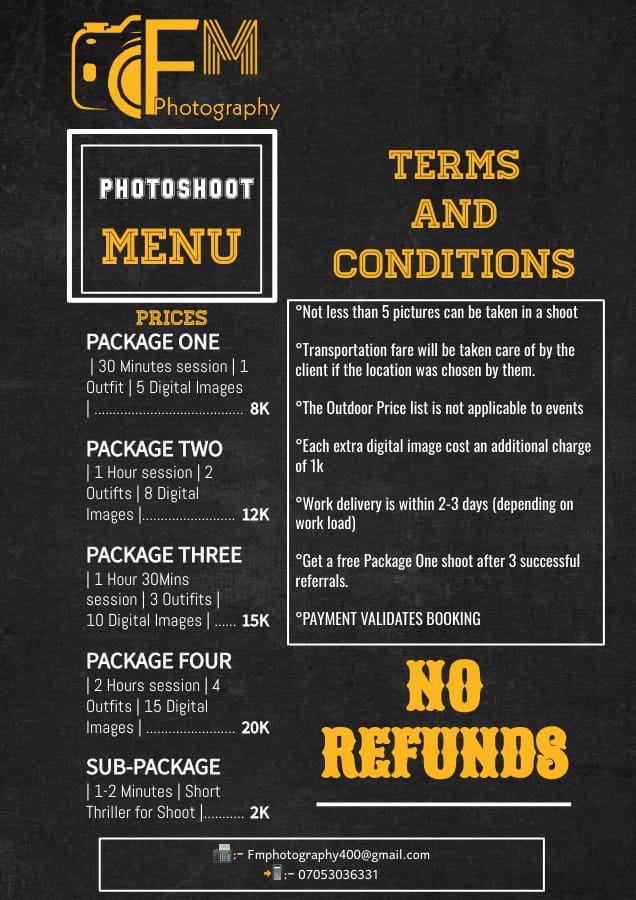 FM
Photography
PHOTOSHOOT
MENU
PRICES
PACKAGE ONE
| 30 Minutes session | 1
Outfit | 5 Digital Images
| ......................................... 8K
PACKAGE TWO
| 1 Hour session | 2
Outifts | 8 Digital
Images |......................... 12K
PACKAGE THREE
| 1 Hour 30Mins
session | 3 Outifits |
10 Digital Images | ...... 15K
PACKAGE FOUR
| 2 Hours session | 4
Outfits | 15 Digital
Images | ........................ 20K
SUB-PACKAGE
| 1-2 Minutes | Short
Thriller for Shoot |........... 2K
TERMS
AND
CONDITIONS
°Not less than 5 pictures can be taken in a shoot
°Transportation fare will be taken care of by the
client if the location was chosen by them.
°The Outdoor Price list is not applicable to events
°Each extra digital image cost an additional charge
of 1k
°Work delivery is within 2-3 days (depending on
work load)
°Get a free Package One shoot after 3 successful
referrals.
°PAYMENT VALIDATES BOOKING
NO
REFUNDS
:- Fmphotography400@gmail.com
:- 07053036331